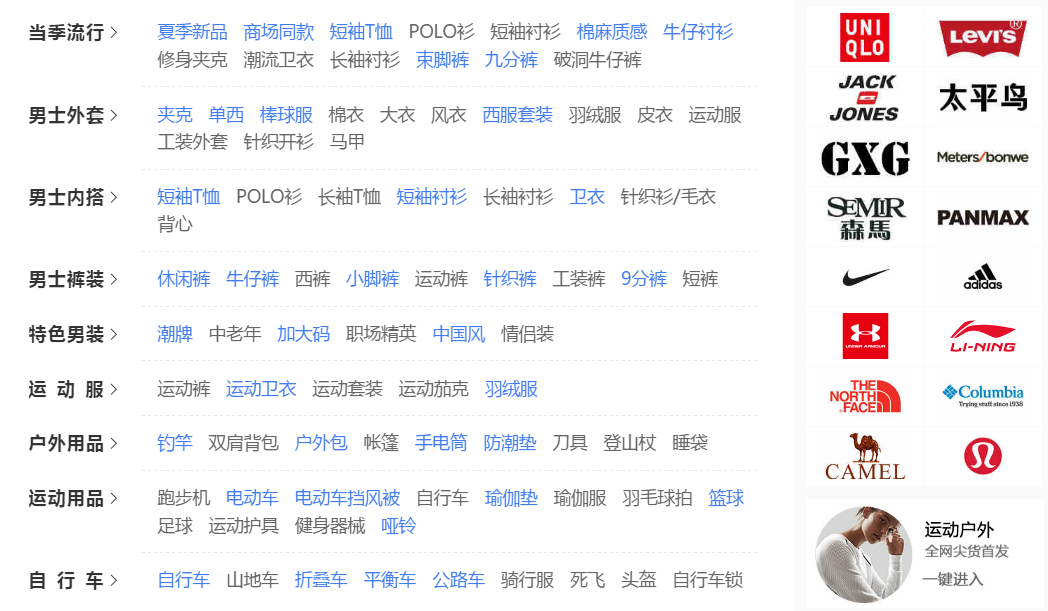 当季流行 夏季新品 商场同款 短袖T恤 POLO衫 短袖衬衫 棉麻质感 牛仔衬衫
修身夹克 潮流卫衣 长袖衬衫 束脚裤 九分裤 破洞牛仔裤
男士外套 夹克 单西 棒球服 棉衣 大衣 风衣 西服套装 羽绒服 皮衣 运动服
工装外套 针织开衫 马甲
男士内搭 短袖T恤 POLO衫 长袖T恤 短袖衬衫 长袖衬衫 卫衣 针织衫/毛衣
背心
男士裤装 休闲裤 牛仔裤 西裤 小脚裤 运动裤 针织裤 工装裤 9分裤 短裤
特色男装 潮牌 中老年 加大码 职场精英 中国风 情侣装
运动服 运动裤 运动卫衣 运动套装 运动茄克 羽绒服
户外用品 钓竿 双肩背包 户外包 帐篷 手电筒 防潮垫 刀具 登山杖 睡袋
运动用品 跑步机 电动车 电动车挡风被 自行车 瑜伽垫 瑜伽服 羽毛球拍 篮球
足球 运动护具 健身器械 哑铃
自行车 自行车 山地车 折叠车 平衡车 公路车 骑行服 死飞 头盔 自行车锁
UNI
QLO
LEVI'S®
JACK
JONES
太平鸟
GXG
Meters/bonwe
SEMIR
森馬
PANMAX
adidas
UNDER ARMOUR
LI-NING
THE
NORTH
FACE
Columbia
Trying stuff since 1938
CAMEL
运动户外
全网尖货首发
一键进入